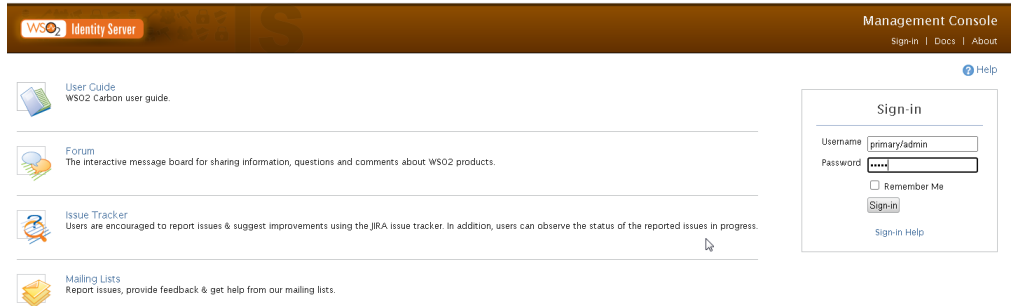 WSO2 Identity Server
Management Console
Sign-in | Docs | About
Help
User Guide
WSO2 Carbon user guide.
Forum
The interactive message board for sharing information, questions and comments about WSO2 products.
Issue Tracker
Users are encouraged to report issues & suggest improvements using the JIRA issue tracker. In addition, users can observe the status of the reported issues in progress.
Mailing Lists
Report issues, provide feedback & get help from our mailing lists.
Sign-in
Username primary/admin
Password •••••
Remember Me
Sign-in
Sign-in Help